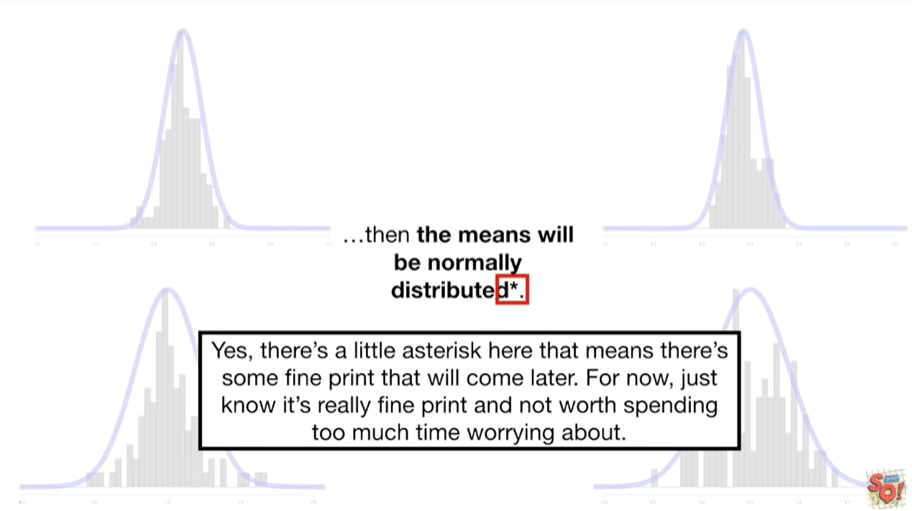 …then the means will
be normally
distributed*.
Yes, there's a little asterisk here that means there's
some fine print that will come later. For now, just
know it's really fine print and not worth spending
too much time worrying about.
SQ!